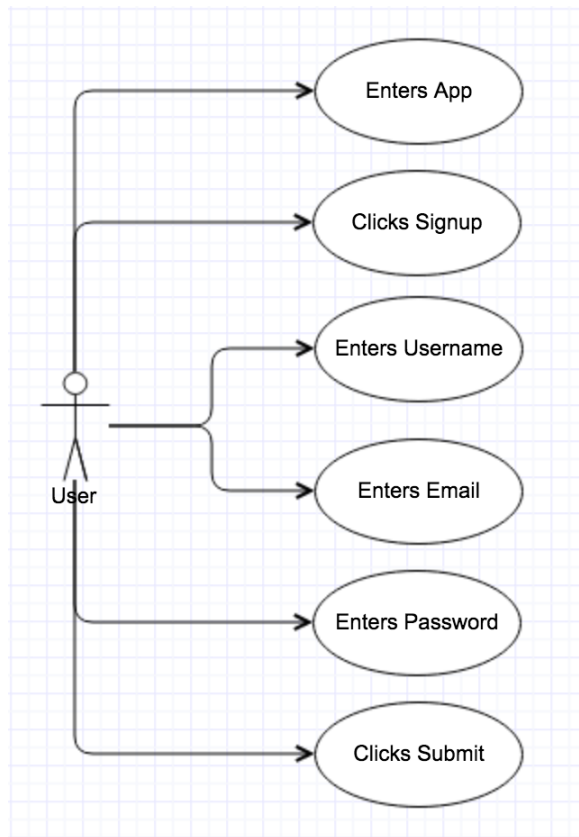 Enters App
Clicks Signup
Enters Username
Enters Email
User
Enters Password
Clicks Submit